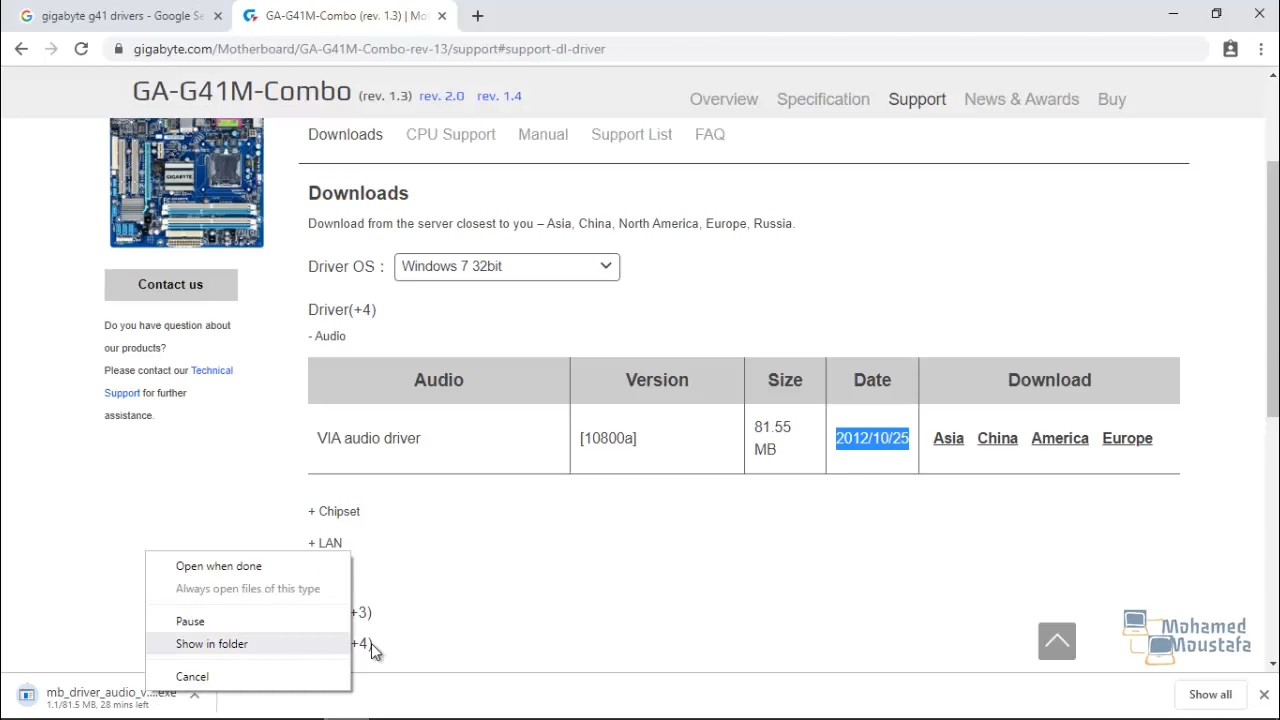 gigabyte g41 drivers - Google Se
GA-G41M-Combo (rev. 1.3) | Mo
gigabyte.com/Motherboard/GA-G41M-Combo-rev-13/support#support-dl-driver
GA-G41M-Combo (rev. 1.3) rev. 2.0 rev. 1.4
Overview Specification Support News & Awards Buy
Downloads CPU Support Manual Support List FAQ
GIGABYTE
Contact us
Do you have question about
our products?
Please contact our Technical
Support for further
assistance.
Downloads
Download from the server closest to you – Asia, China, North America, Europe, Russia.
Driver OS : Windows 7 32bit
Driver(+4)
- Audio
Audio Version Size Date Download
VIA audio driver [10800a] 81.55 MB 2012/10/25 Asia China America Europe
+ Chipset
+ LAN
+3)
+4)
Open when done
Always open files of this type
Pause
Show in folder
Cancel
Mohamed
Moustafa
mb_driver_audio_v....exe
1.1/81.5 MB, 28 mins left
Show all